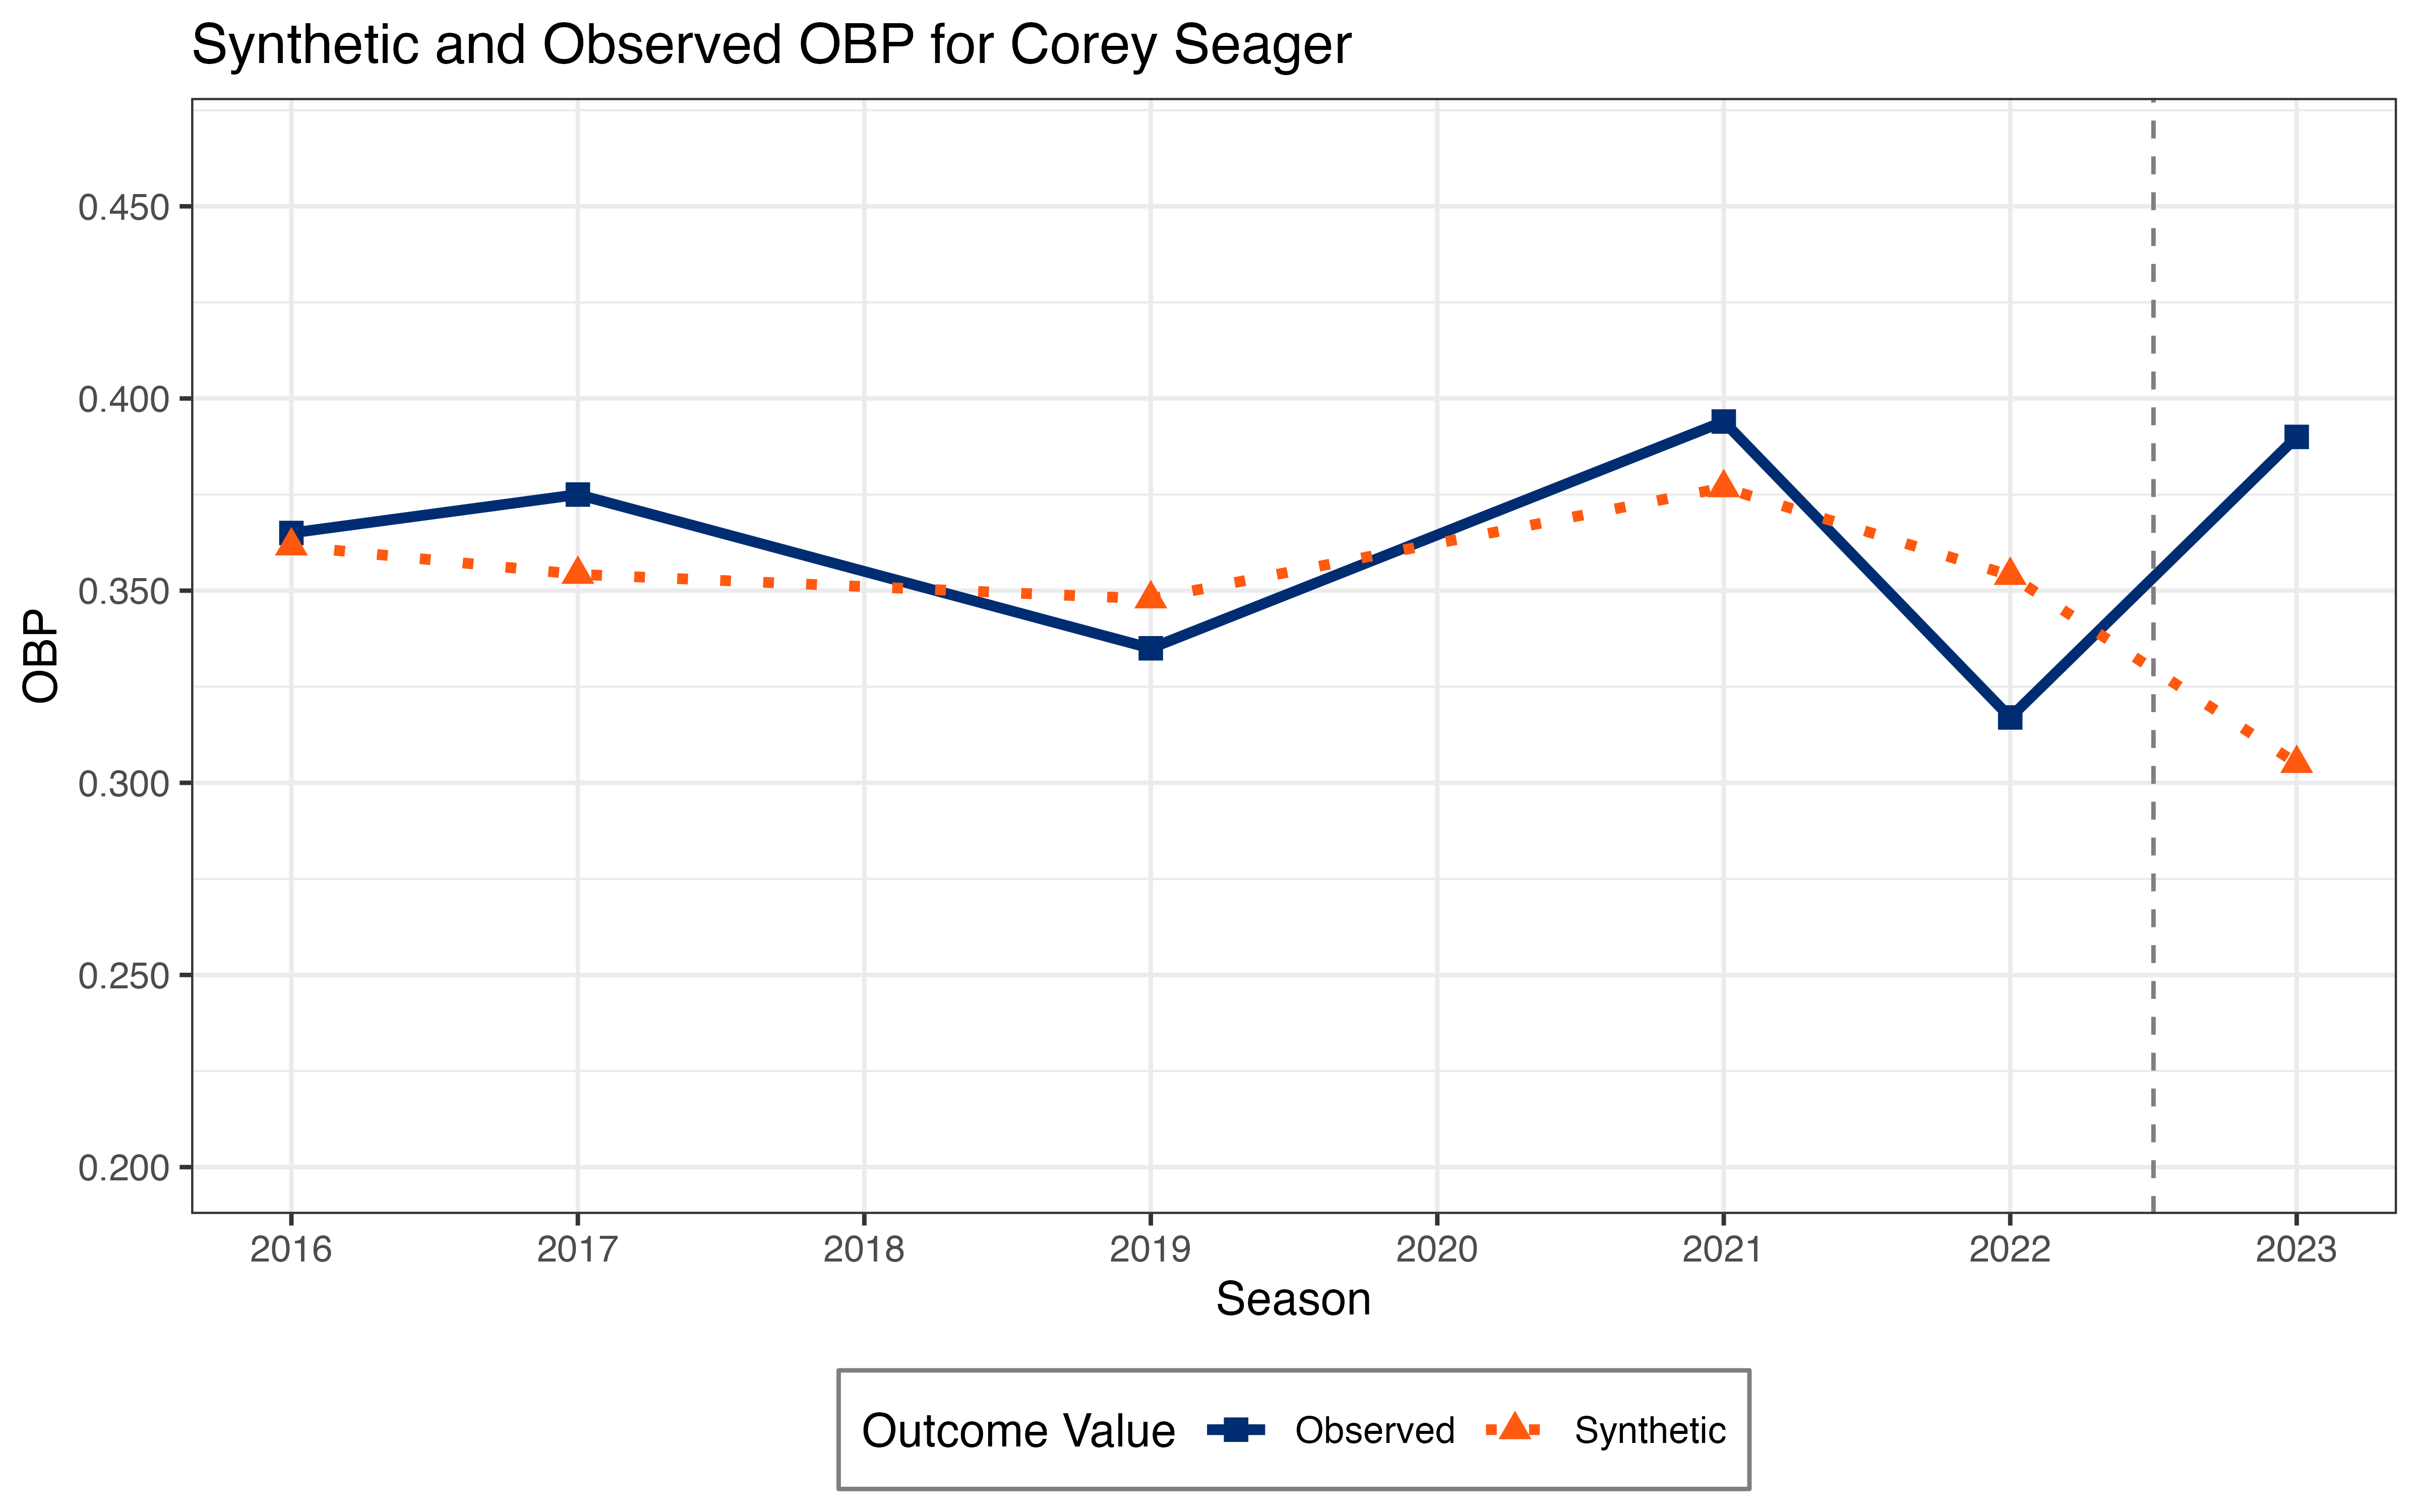 Synthetic and Observed OBP for Corey Seager
OBP
0.450
0.400
0.350
0.300
0.250
0.200
2016 2017 2018 2019 2020 2021 2022 2023
Season
Outcome Value Observed Synthetic